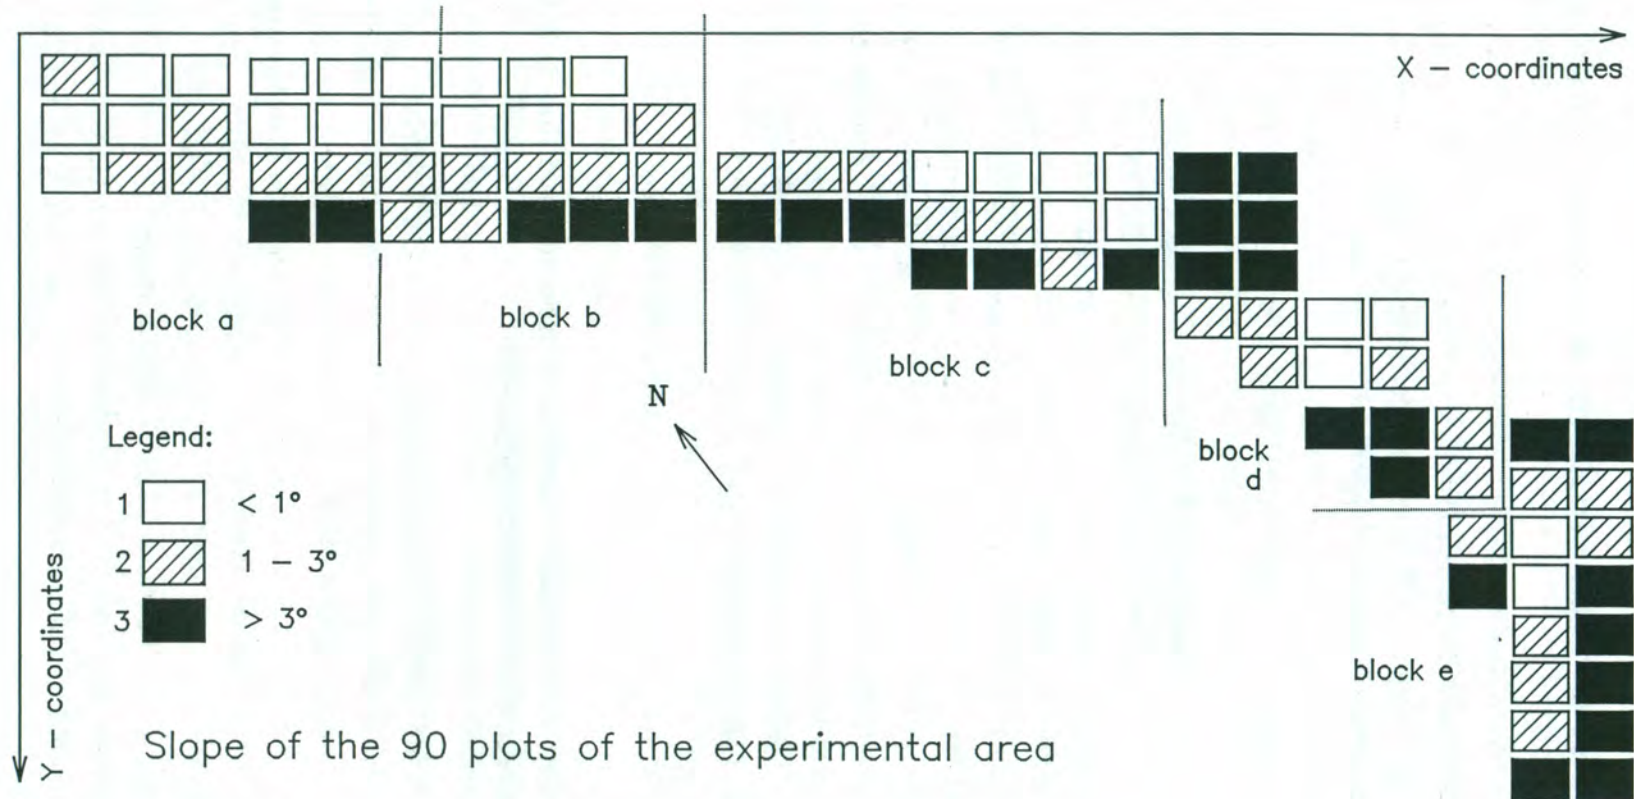 X – coordinates
block a
block b
block c
N
block
d
Legend:
1 < 1°
2 1 – 3°
3 > 3°
block e
Y – coordinates
Slope of the 90 plots of the experimental area